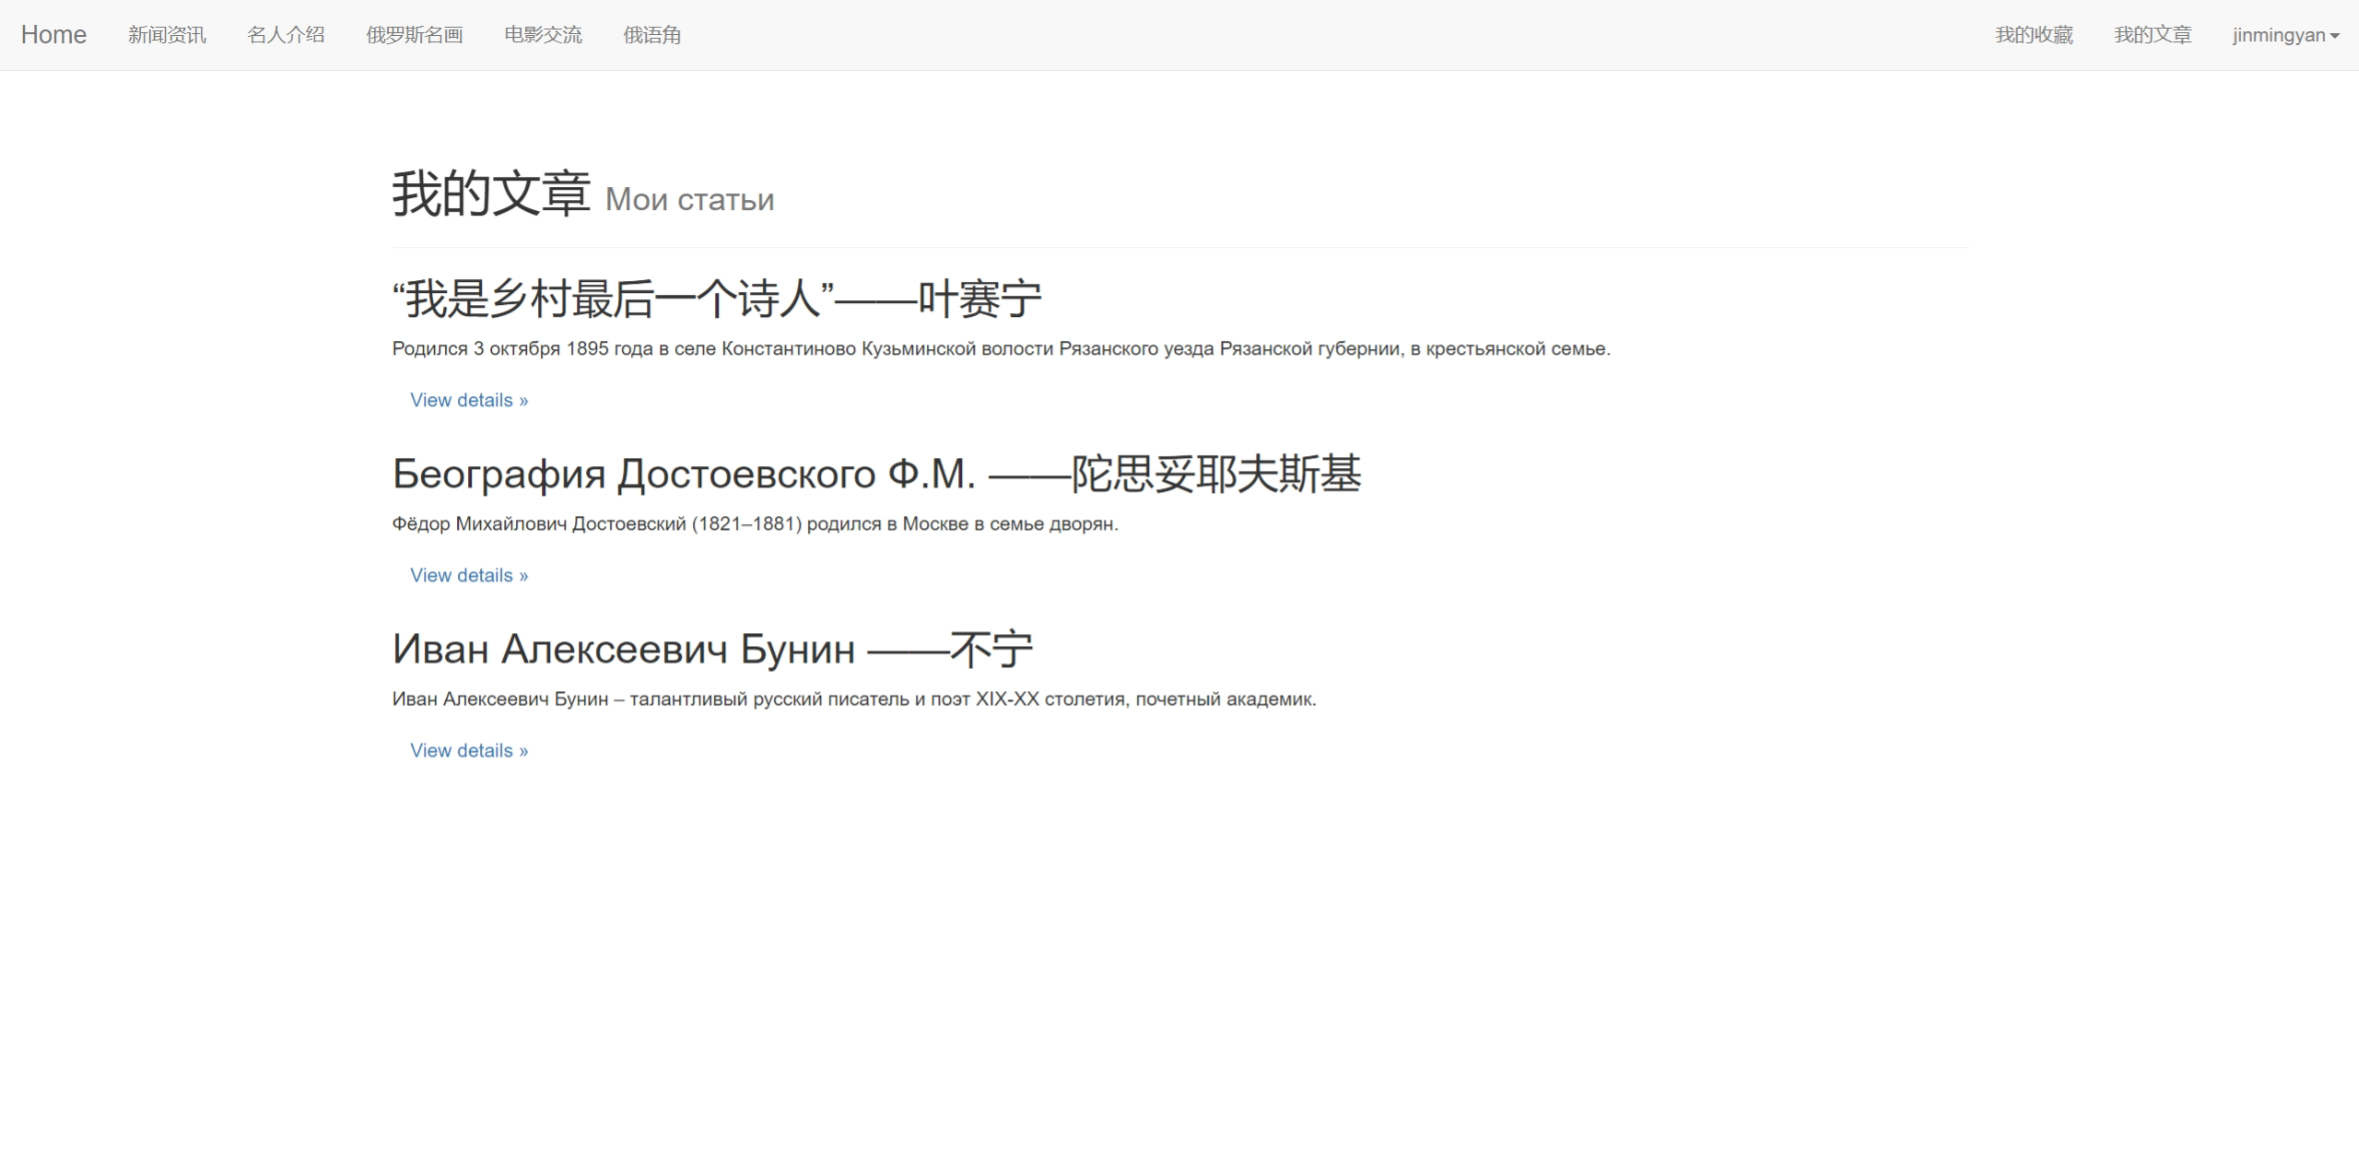 Home 新闻资讯 名人介绍 俄罗斯名画 电影交流 俄语角 我的收藏 我的文章 jinmingyan
我的文章 Мои статьи
“我是乡村最后一个诗人”——叶赛宁
Родился 3 октября 1895 года в селе Константиново Кузьминской волости Рязанского уезда Рязанской губернии, в крестьянской семье.
View details »
Беография Достоевского Ф.М. ——陀思妥耶夫斯基
Фёдор Михайлович Достоевский (1821–1881) родился в Москве в семье дворян.
View details »
Иван Алексеевич Бунин ——不宁
Иван Алексеевич Бунин – талантливый русский писатель и поэт XIX-XX столетия, почетный академик.
View details »